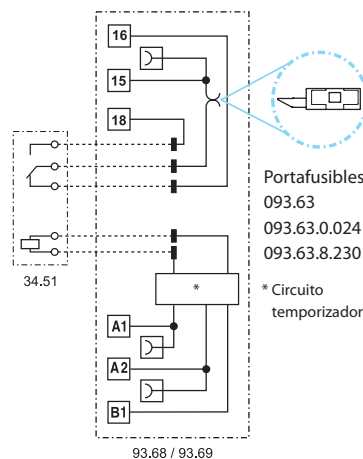 16
15
18
34.51
Portafusibles
093.63
093.63.0.024
093.63.8.230
* Circuito
temporizador
*
A1
A2
B1
93.68 / 93.69